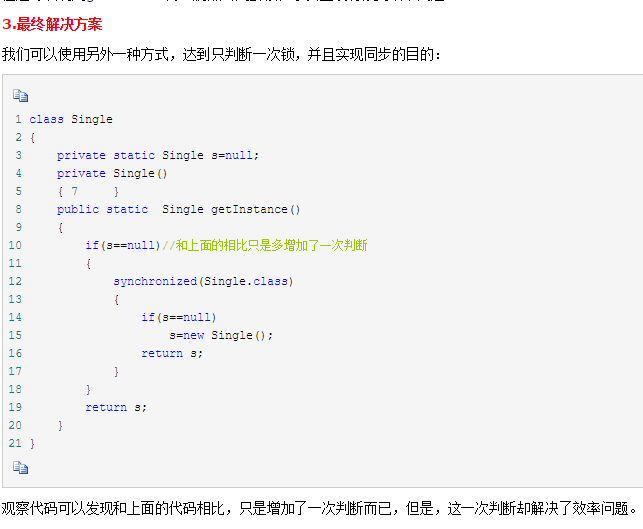 3.最终解决方案
我们可以使用另外一种方式，达到只判断一次锁，并且实现同步的目的：
1 class Single
2 {
3     private static Single s=null;
4     private Single()
5     { 7     }
8     public static  Single getInstance()
9     {
10         if(s==null)//和上面的相比只是多增加了一次判断
11         {
12             synchronized(Single.class)
13             {
14                 if(s==null)
15                     s=new Single();
16                 return s;
17             }
18         }
19         return s;
20     }
21 }
观察代码可以发现和上面的代码相比，只是增加了一次判断而已，但是，这一次判断却解决了效率问题。